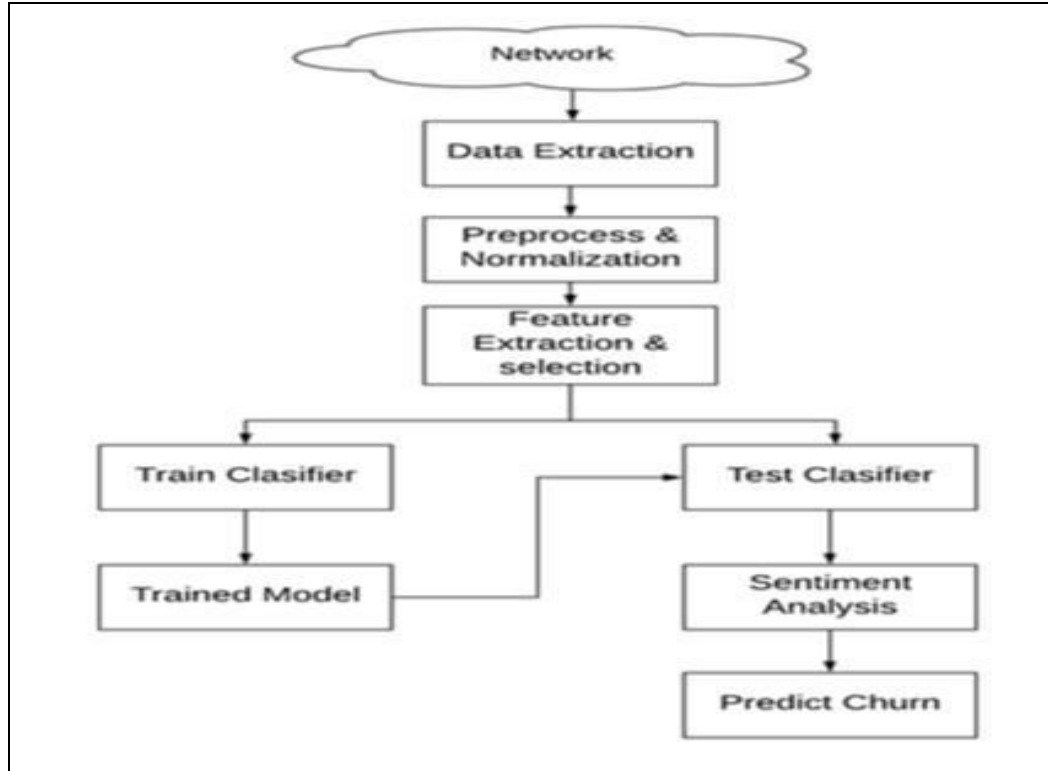 Network
Data Extraction
Preprocess &
Normalization
Feature
Extraction &
selection
Train Clasifier
Test Clasifier
Trained Model
Sentiment
Analysis
Predict Churn